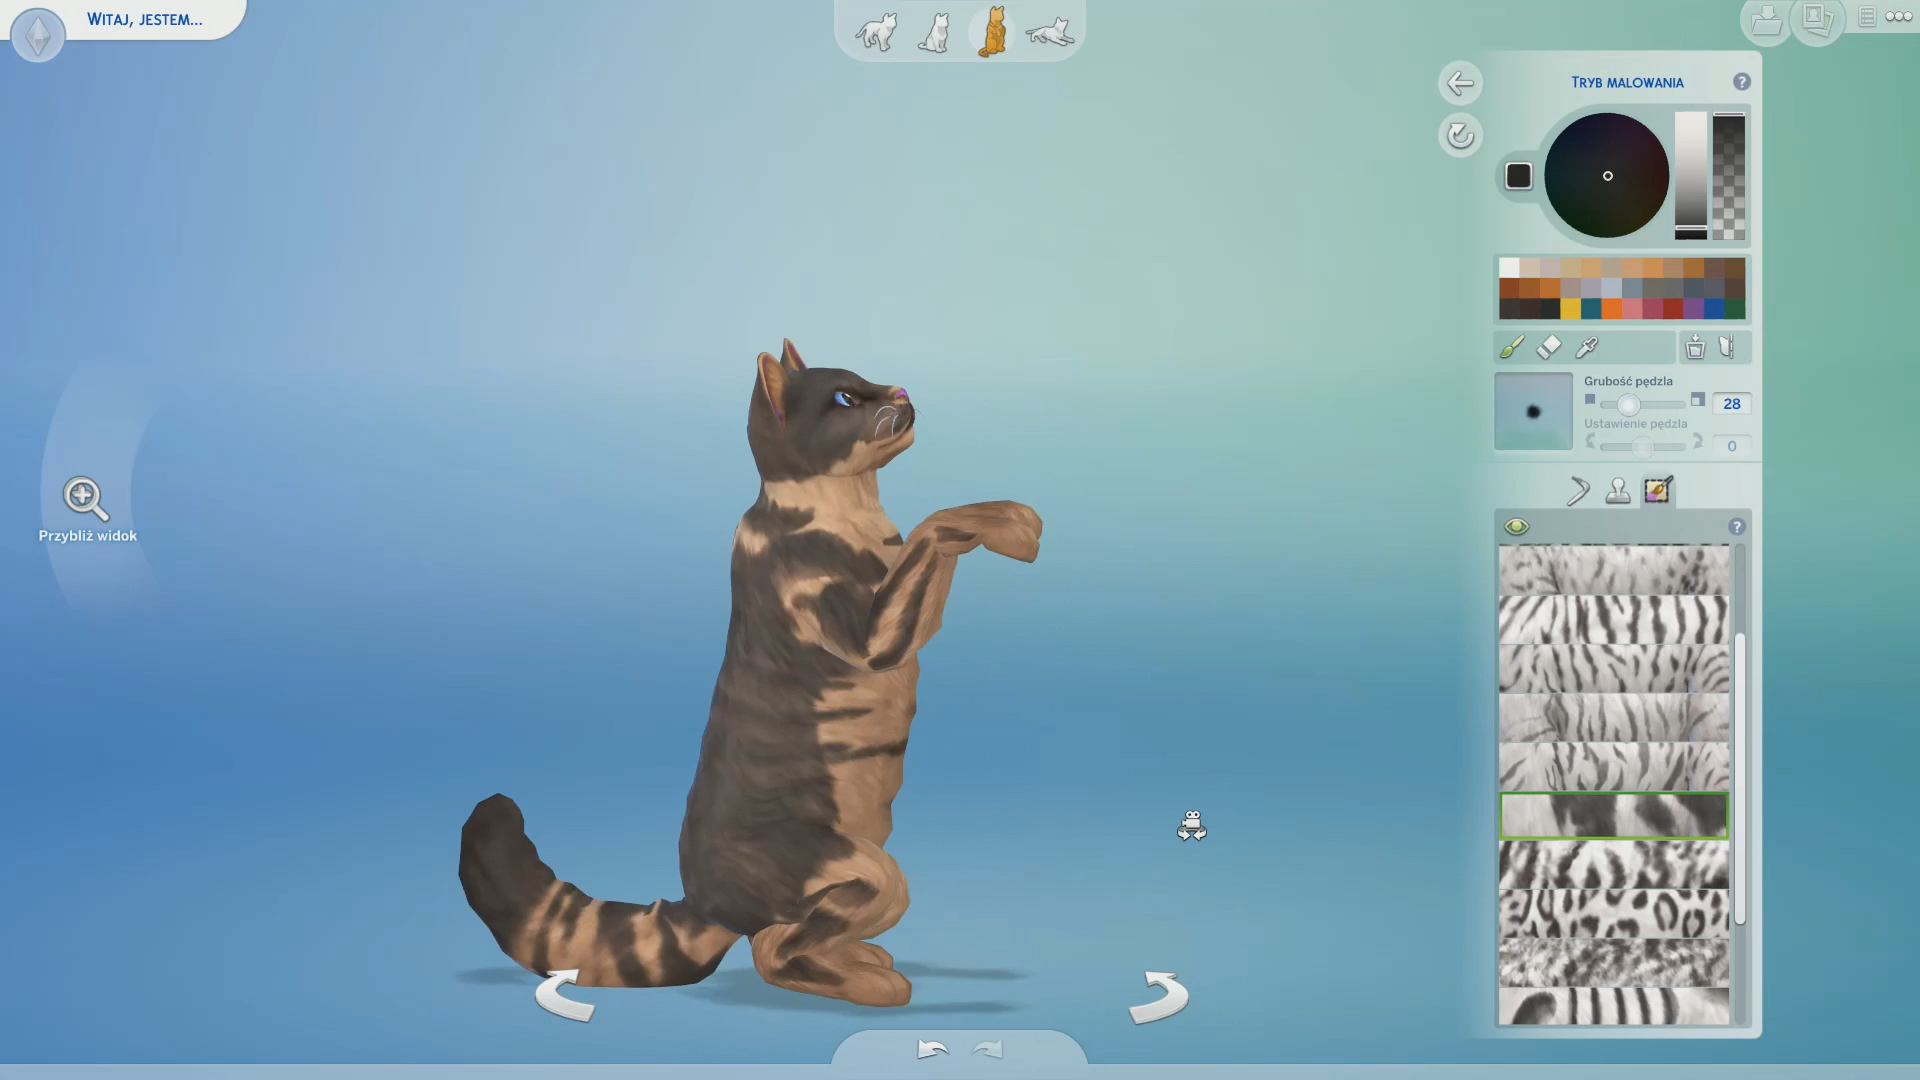 Witaj, jestem...
Tryb malowania
?
Grubość pędzla
28
Ustawienie pędzla
0
Przybliż widok
?